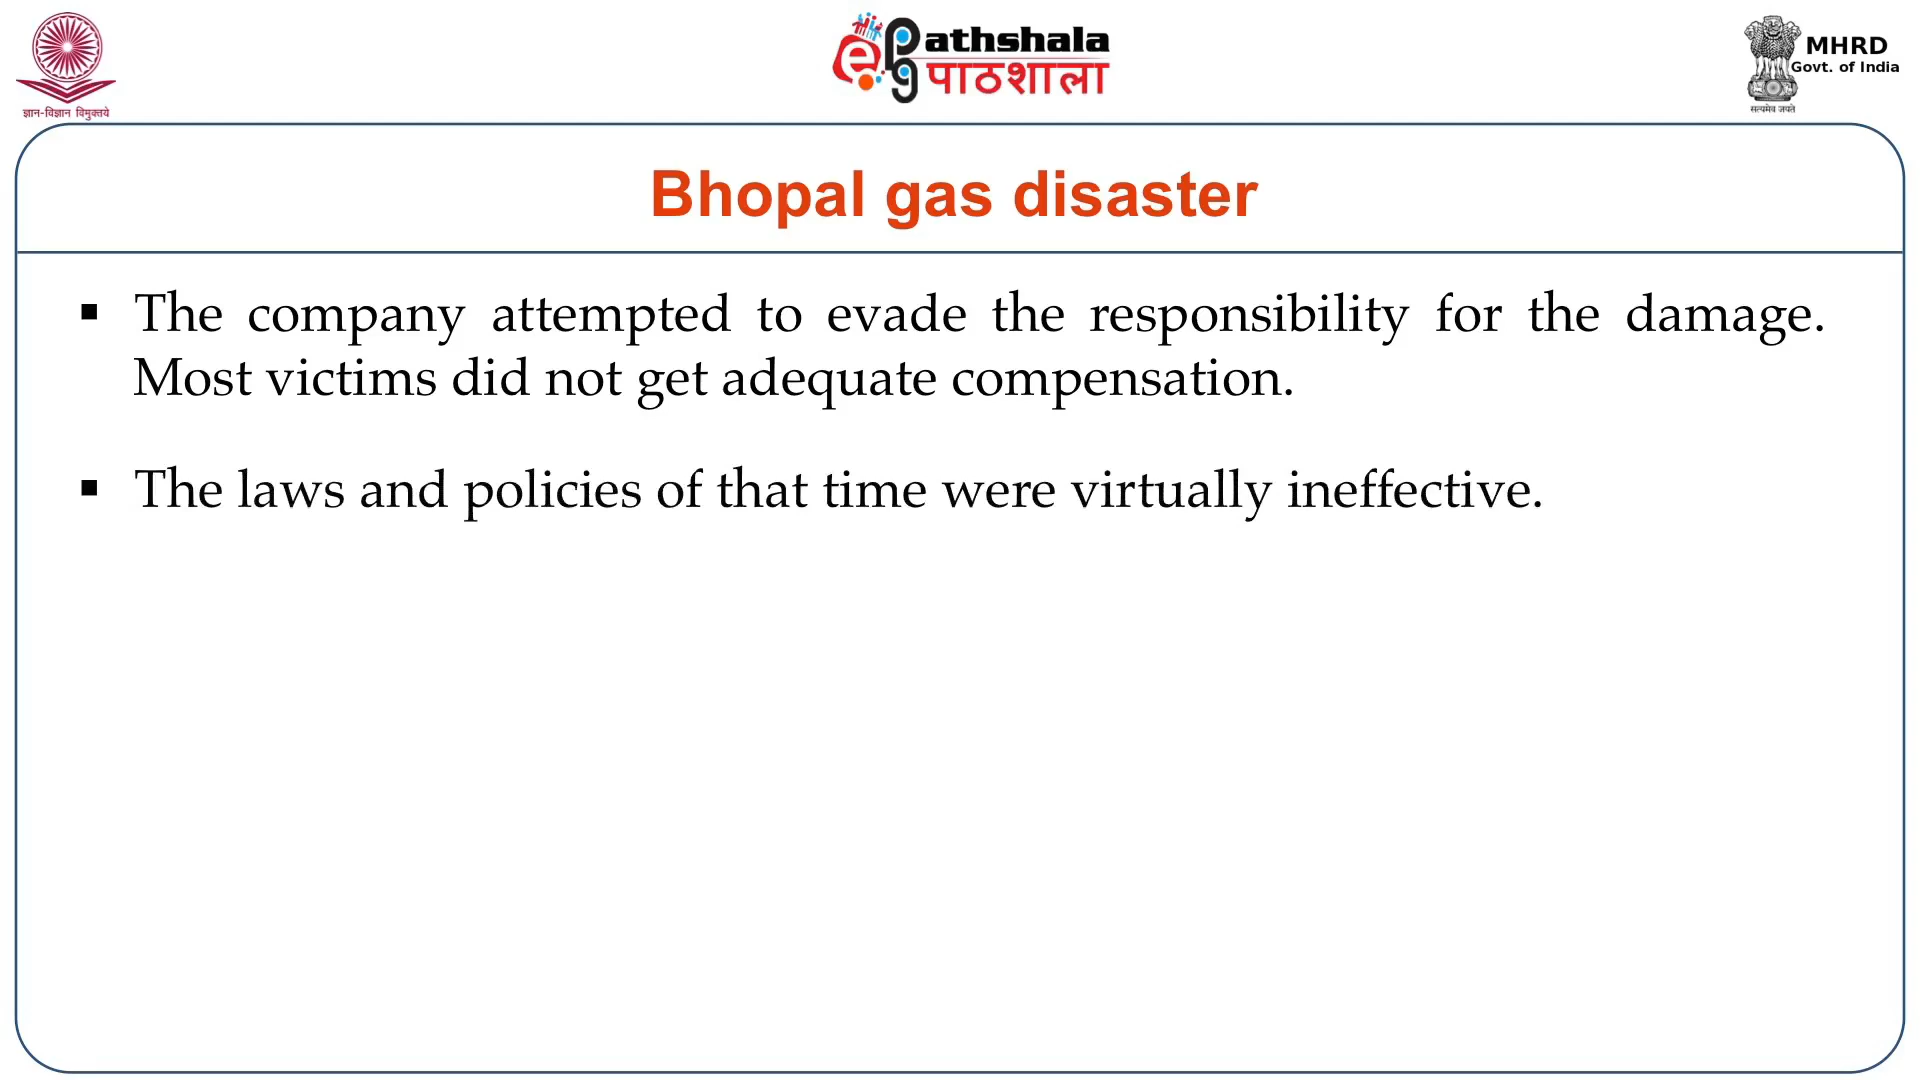 ज्ञान-विज्ञान विमुक्तये
e Pg Pathshala
पाठशाला
MHRD
Govt. of India
सत्यमेव जयते
Bhopal gas disaster
▪ The company attempted to evade the responsibility for the damage.
Most victims did not get adequate compensation.
▪ The laws and policies of that time were virtually ineffective.